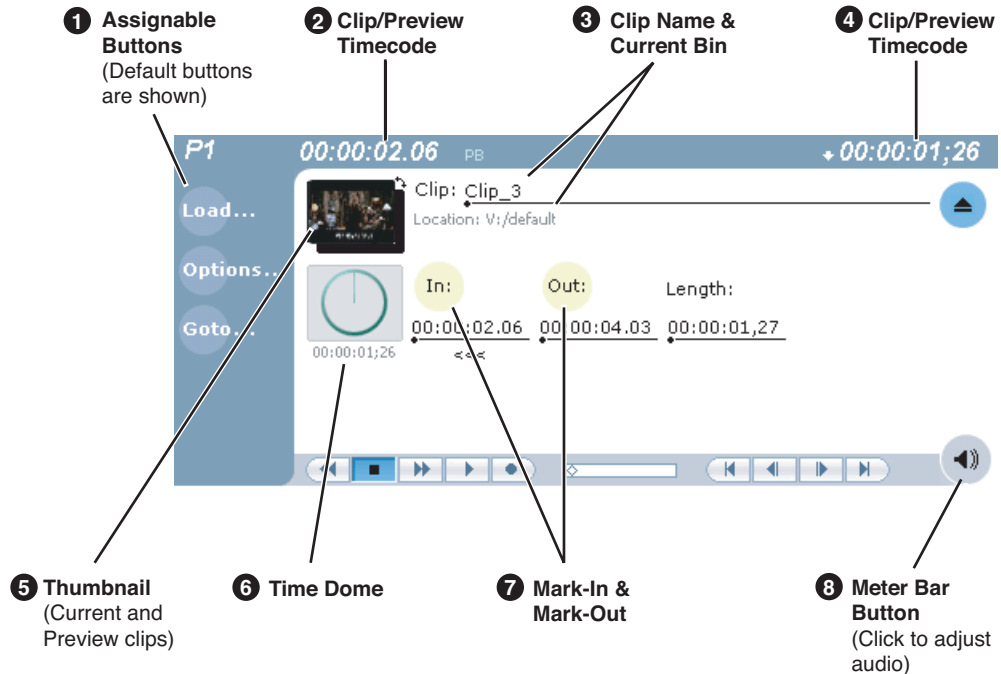 1 Assignable
Buttons
(Default buttons
are shown)
2 Clip/Preview
Timecode
3 Clip Name &
Current Bin
4 Clip/Preview
Timecode
P1 00:00:02.06 PB 00:00:01;26
Load...
Options..
Goto...
Clip: Clip_3
Location: V:/default
In: Out: Length:
00:00:02.06 00:00:04.03 00:00:01,27
00:00:01;26 <<<
5 Thumbnail
(Current and
Preview clips)
6 Time Dome
7 Mark-In &
Mark-Out
8 Meter Bar
Button
(Click to adjust
audio)